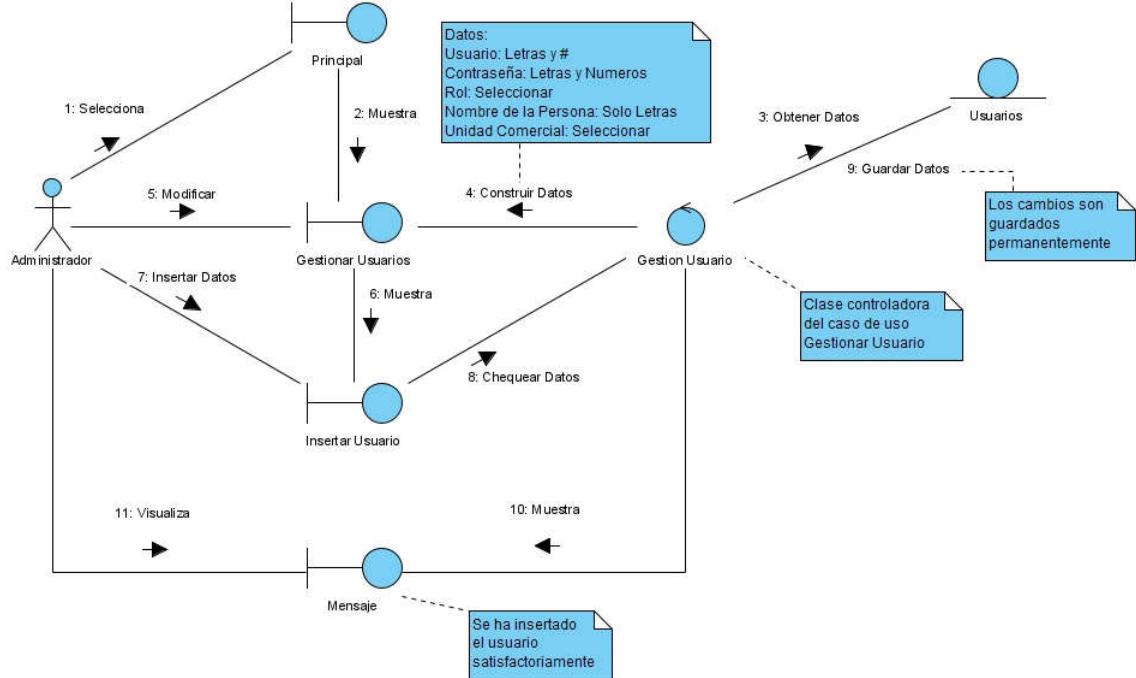 Principal
Datos:
Usuario: Letras y #
Contraseña: Letras y Numeros
Rol: Seleccionar
Nombre de la Persona: Solo Letras
Unidad Comercial: Seleccionar
1: Selecciona
2: Muestra
3: Obtener Datos
Usuarios
9: Guardar Datos
5: Modificar
4: Construir Datos
Los cambios son
guardados
permanentemente
Administrador
Gestionar Usuarios
Gestion Usuario
7: Insertar Datos
6: Muestra
Clase controladora
del caso de uso
Gestionar Usuario
8: Chequear Datos
Insertar Usuario
11: Visualiza
10: Muestra
Mensaje
Se ha insertado
el usuario
satisfactoriamente